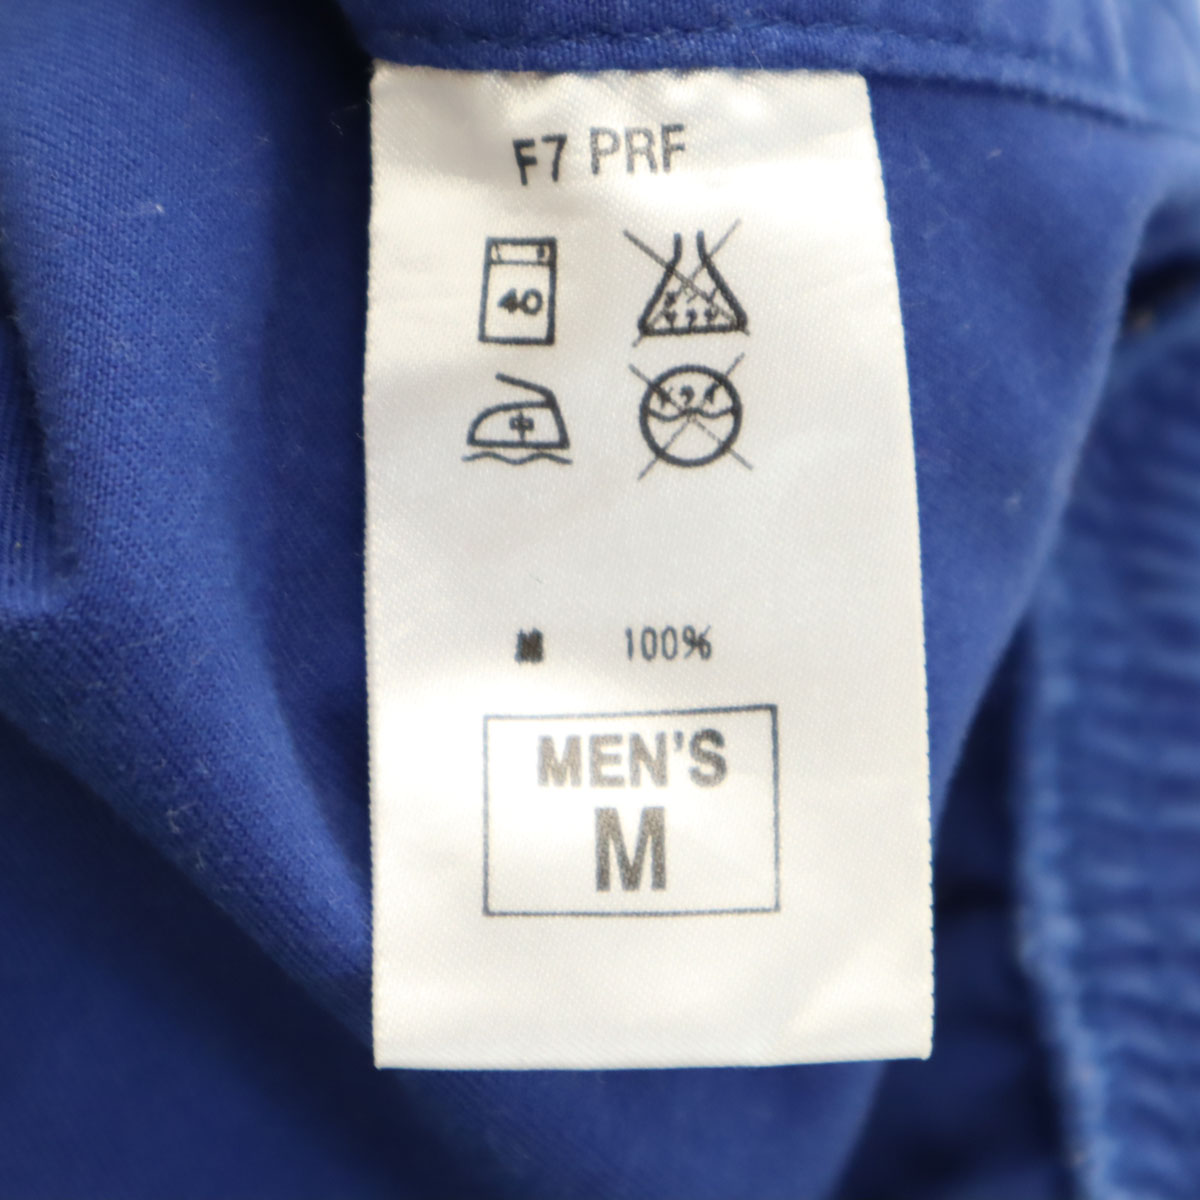 F7 PRF
40
中
綿 100%
MEN'S
M